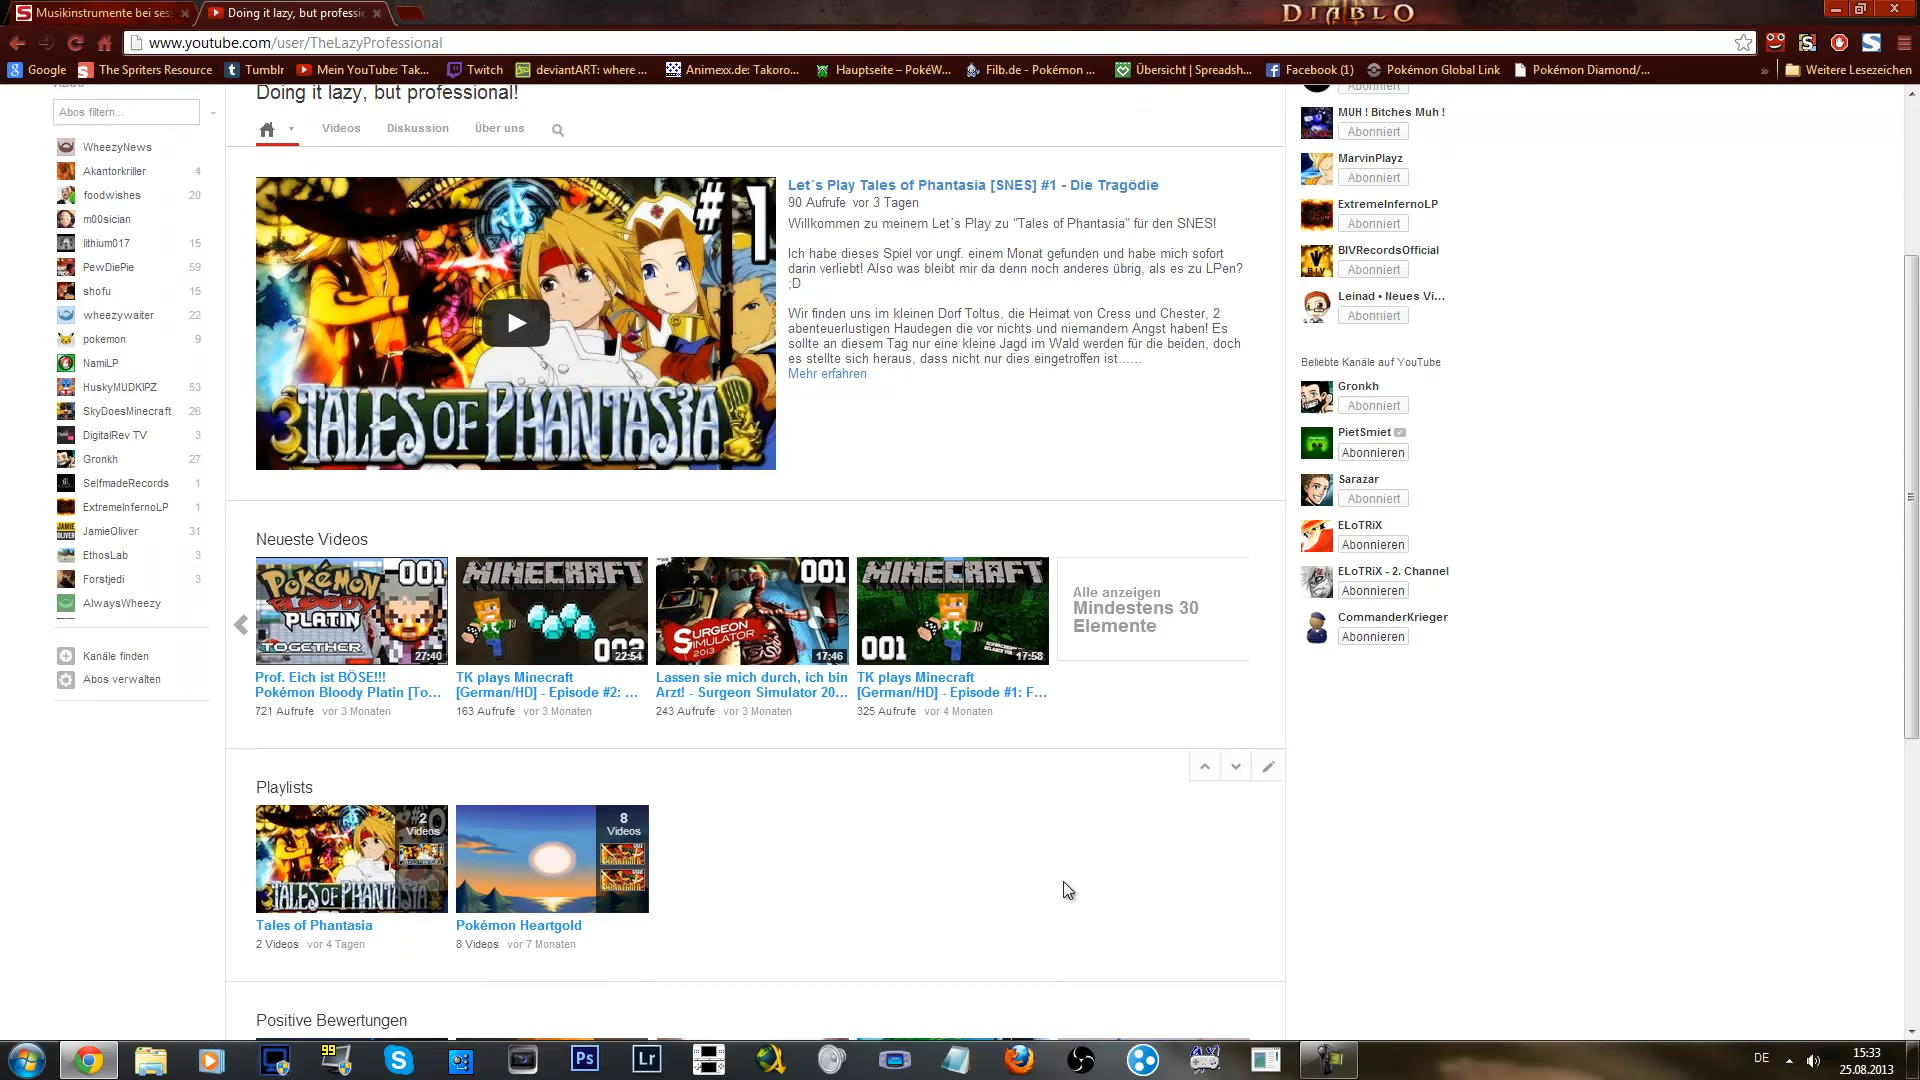 Musikinstrumente bei ses
Doing it lazy, but professi
DIABLO
www.youtube.com/user/TheLazyProfessional
Google
The Spriters Resource
Tumblr
Mein YouTube: Tak...
Twitch
deviantART: where ...
Animexx.de: Takoro...
Hauptseite – PokéW...
Filb.de - Pokémon ...
Übersicht | Spreadsh...
Facebook (1)
Pokémon Global Link
Pokémon Diamond/...
»
Weitere Lesezeichen
Abos filtern...
WheezyNews
Akantorkiller 4
foodwishes 20
m00sician
lithium017 15
PewDiePie 59
shofu 15
wheezywaiter 22
pokemon 9
NamiLP
HuskyMUDKIPZ 53
SkyDoesMinecraft 26
DigitalRev TV 3
Gronkh 27
SelfmadeRecords 1
ExtremeInfernoLP 1
JamieOliver 31
EthosLab 3
Forstjedi 3
AlwaysWheezy
Kanäle finden
Abos verwalten
Doing it lazy, but professional!
Videos
Diskussion
Über uns
#1
TALES OF PHANTASIA
Let´s Play Tales of Phantasia [SNES] #1 - Die Tragödie
90 Aufrufe vor 3 Tagen
Willkommen zu meinem Let´s Play zu "Tales of Phantasia" für den SNES!
Ich habe dieses Spiel vor ungf. einem Monat gefunden und habe mich sofort
darin verliebt! Also was bleibt mir da denn noch anderes übrig, als es zu LPen?
;D
Wir finden uns im kleinen Dorf Toltus, die Heimat von Cress und Chester, 2
abenteuerlustigen Haudegen die vor nichts und niemandem Angst haben! Es
sollte an diesem Tag nur eine kleine Jagd im Wald werden für die beiden, doch
es stellte sich heraus, dass nicht nur dies eingetroffen ist……
Mehr erfahren
Neueste Videos
POKéMON 001
BLOODY
PLATIN
TOGETHER
27:40
Prof. Eich ist BÖSE!!!
Pokémon Bloody Platin [To...
721 Aufrufe vor 3 Monaten
MINECRAFT
002
22:54
TK plays Minecraft
[German/HD] - Episode #2: ...
163 Aufrufe vor 3 Monaten
001
SURGEON
SIMULATOR
2013
17:46
Lassen sie mich durch, ich bin
Arzt! - Surgeon Simulator 20...
243 Aufrufe vor 3 Monaten
MINECRAFT
001
17:58
TK plays Minecraft
[German/HD] - Episode #1: F...
325 Aufrufe vor 4 Monaten
Alle anzeigen
Mindestens 30
Elemente
Playlists
2
Videos
TALES OF PHANTASIA
Tales of Phantasia
2 Videos vor 4 Tagen
8
Videos
Pokémon Heartgold
8 Videos vor 7 Monaten
Positive Bewertungen
Abonniert
MUH ! Bitches Muh !
Abonniert
MarvinPlayz
Abonniert
ExtremeInfernoLP
Abonniert
BIVRecordsOfficial
Abonniert
Leinad • Neues Vi...
Abonniert
Beliebte Kanäle auf YouTube
Gronkh
Abonniert
PietSmiet
Abonnieren
Sarazar
Abonniert
ELoTRiX
Abonnieren
ELoTRiX - 2. Channel
Abonnieren
CommanderKrieger
Abonnieren
99
Ps
Lr
DE
15:33
25.08.2013